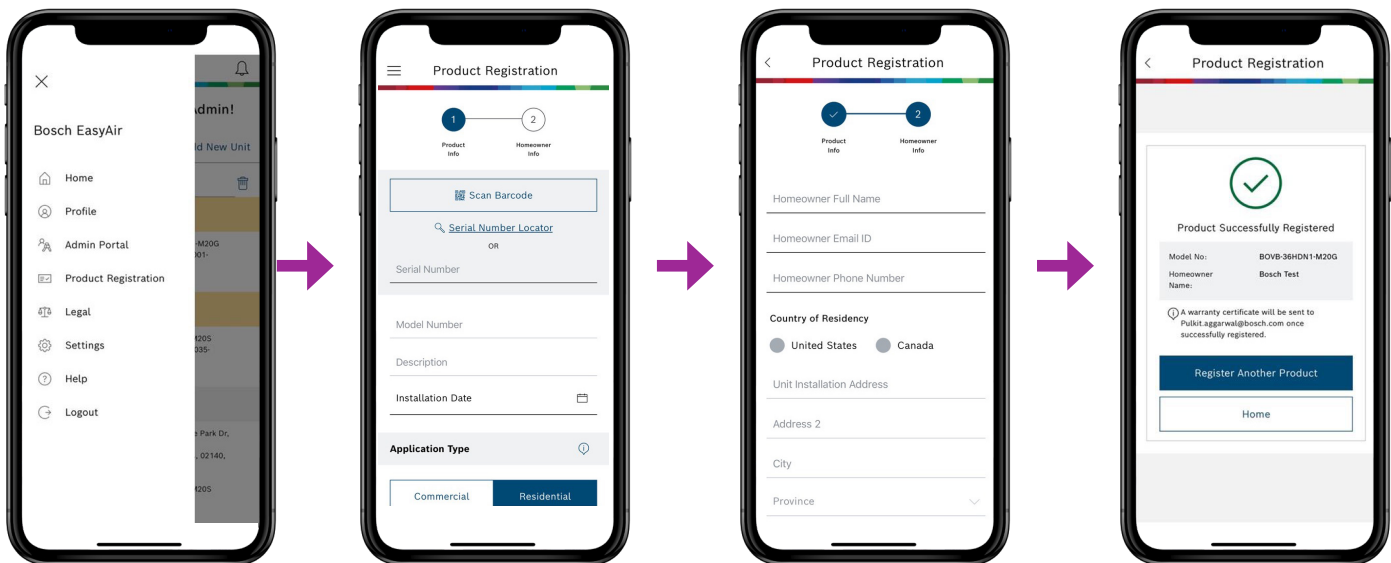 Bosch EasyAir
Home
Profile
Admin Portal
Product Registration
Legal
Settings
Help
Logout
dmin!
d New Unit
-M20G
001-
M20S
035-
e Park Dr,
, 02140,
M20S
Product Registration
1
2
Product
Info
Homeowner
Info
Scan Barcode
Serial Number Locator
OR
Serial Number
Model Number
Description
Installation Date
Application Type
Commercial
Residential
Product Registration
2
Product
Info
Homeowner
Info
Homeowner Full Name
Homeowner Email ID
Homeowner Phone Number
Country of Residency
United States
Canada
Unit Installation Address
Address 2
City
Province
Product Registration
Product Successfully Registered
Model No: BOVB-36HDN1-M20G
Homeowner Bosch Test
Name:
A warranty certificate will be sent to
Pulkit.aggarwal@bosch.com once
successfully registered.
Register Another Product
Home